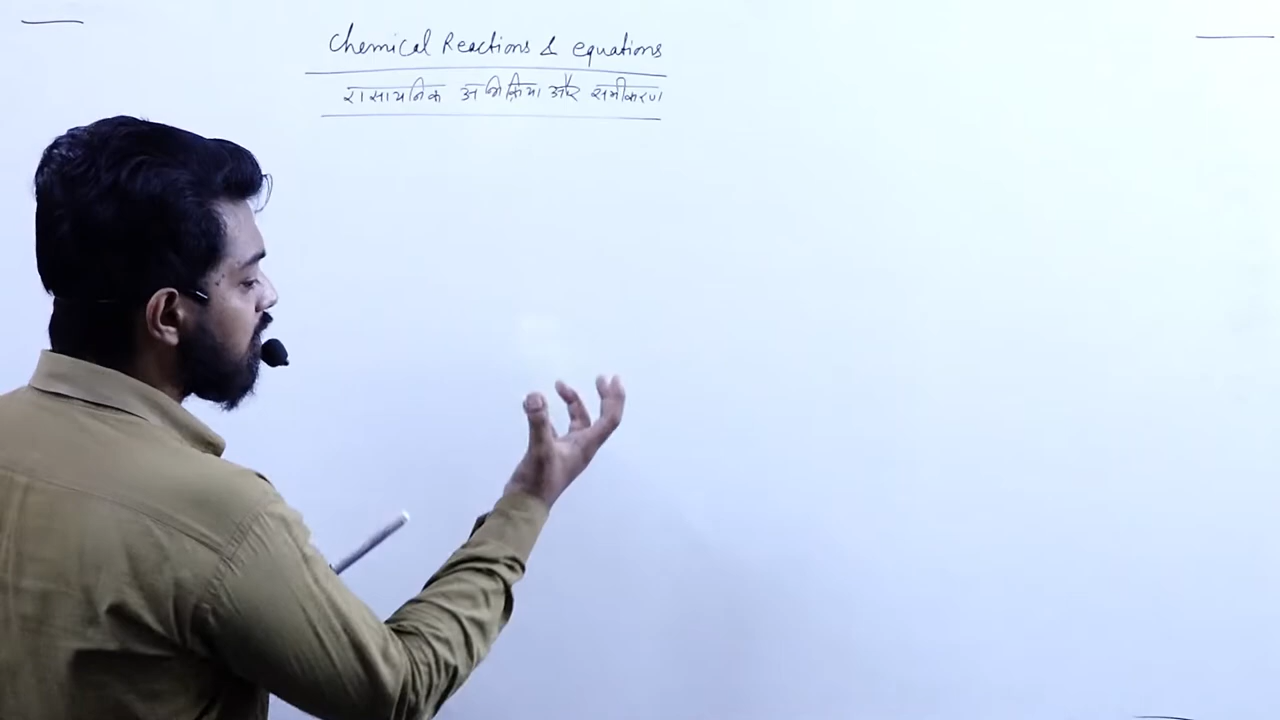 Chemical Reactions & equations
रासायनिक अभिक्रिया और समीकरण